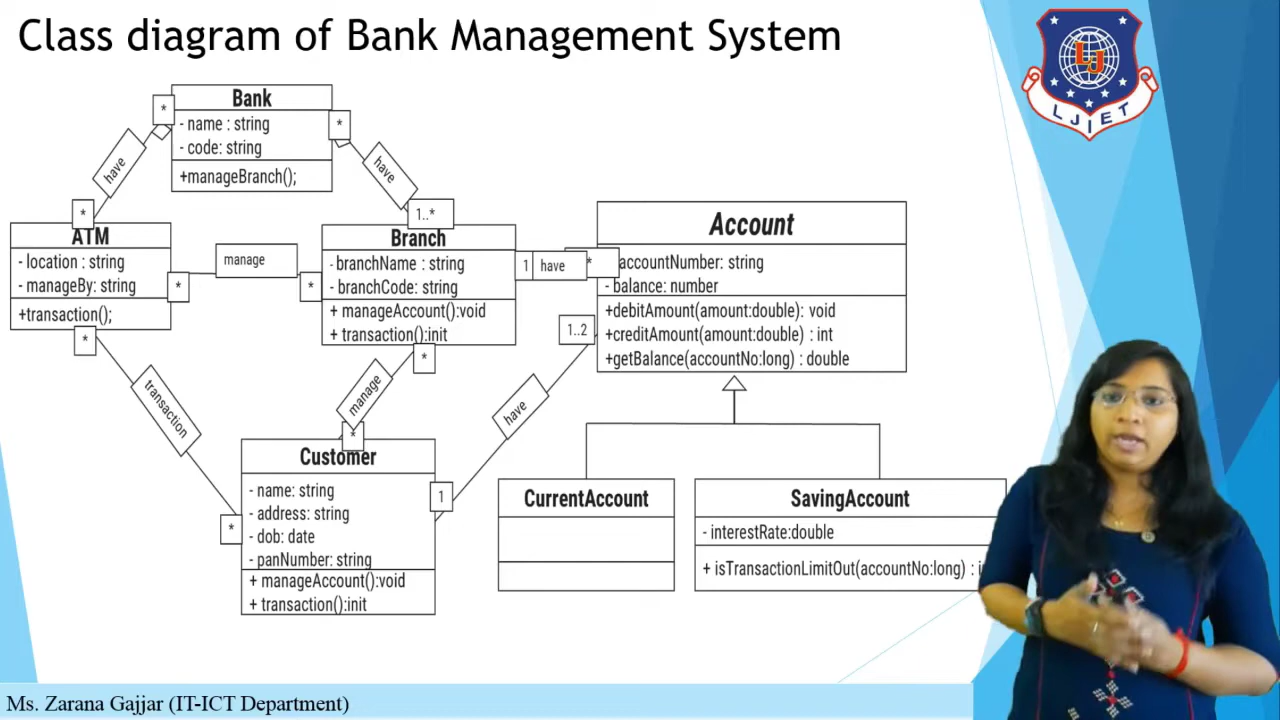 Class diagram of Bank Management System
LJIET
LJ
Bank
- name : string
- code: string
+manageBranch();
*
*
have
have
*
1..*
ATM
- location : string
- manageBy: string
+transaction();
manage
*
*
Branch
- branchName : string
- branchCode: string
+ manageAccount():void
+ transaction():init
1
have
*
Account
accountNumber: string
- balance: number
+debitAmount(amount:double): void
+creditAmount(amount:double) : int
+getBalance(accountNo:long) : double
1..2
*
*
transaction
manage
have
*
*
1
Customer
- name: string
- address: string
- dob: date
- panNumber: string
+ manageAccount():void
+ transaction():init
CurrentAccount
SavingAccount
- interestRate:double
+ isTransactionLimitOut(accountNo:long) :
Ms. Zarana Gajjar (IT-ICT Department)